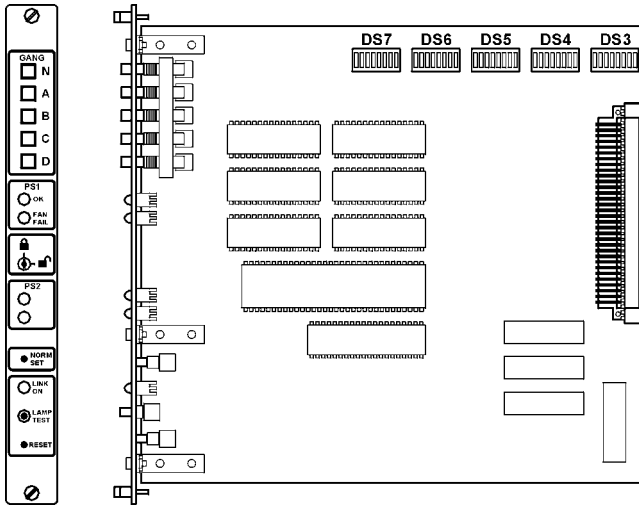 GANG
N
A
B
C
D
PS1
OK
FAN
FAIL
PS2
NORM
SET
LINK
ON
LAMP
TEST
RESET
DS7 DS6 DS5 DS4 DS3